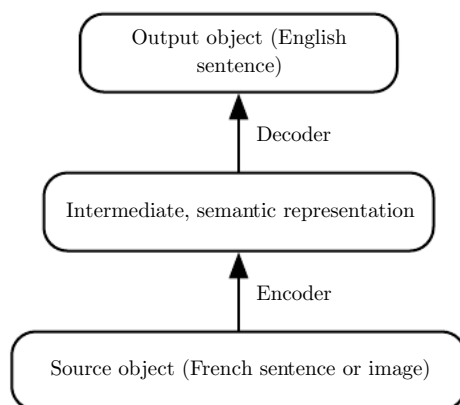 Output object (English
sentence)
Decoder
Intermediate, semantic representation
Encoder
Source object (French sentence or image)